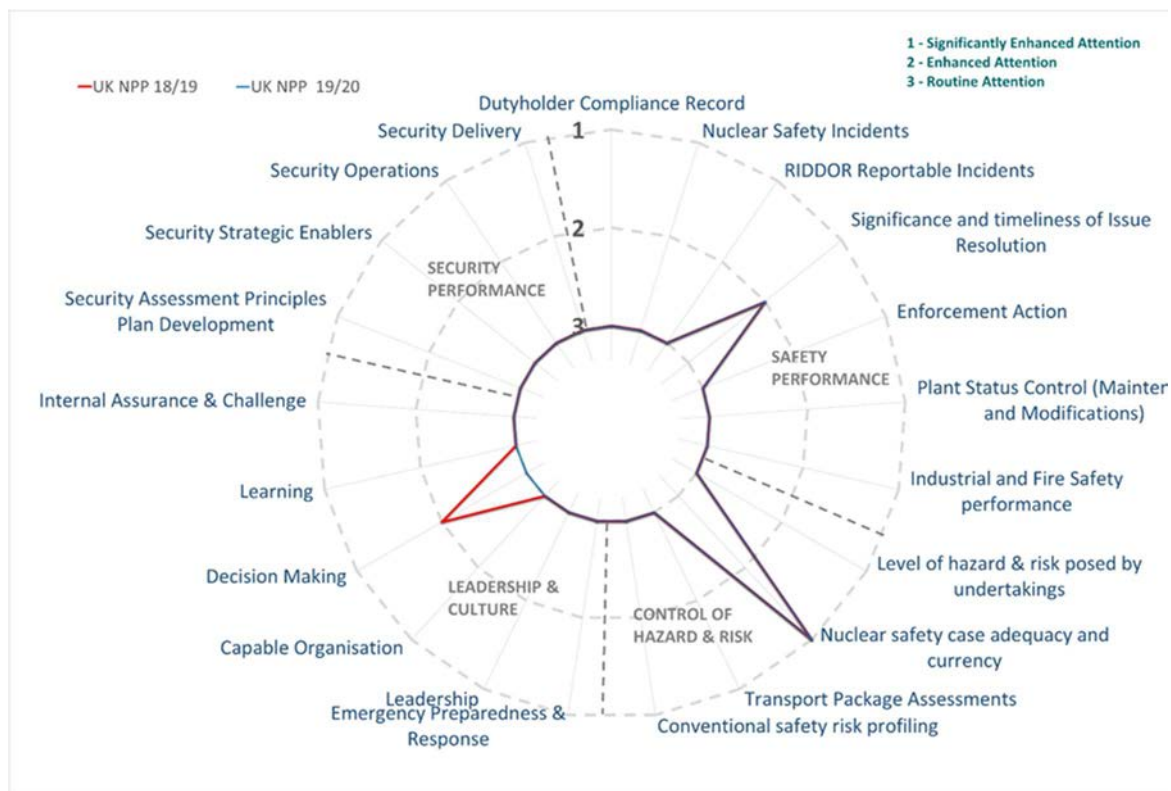 1 - Significantly Enhanced Attention
2 - Enhanced Attention
3 - Routine Attention
UK NPP 18/19
UK NPP 19/20
Dutyholder Compliance Record
1
2
3
Nuclear Safety Incidents
RIDDOR Reportable Incidents
Significance and timeliness of Issue
Resolution
Enforcement Action
SAFETY
PERFORMANCE
Plant Status Control (Mainten
and Modifications)
Industrial and Fire Safety
performance
Level of hazard & risk posed by
undertakings
Nuclear safety case adequacy and
currency
CONTROL OF
HAZARD & RISK
Transport Package Assessments
Conventional safety risk profiling
Emergency Preparedness &
Response
Leadership
LEADERSHIP &
CULTURE
Capable Organisation
Decision Making
Learning
Internal Assurance & Challenge
Security Assessment Principles
Plan Development
Security Strategic Enablers
SECURITY
PERFORMANCE
Security Operations
Security Delivery